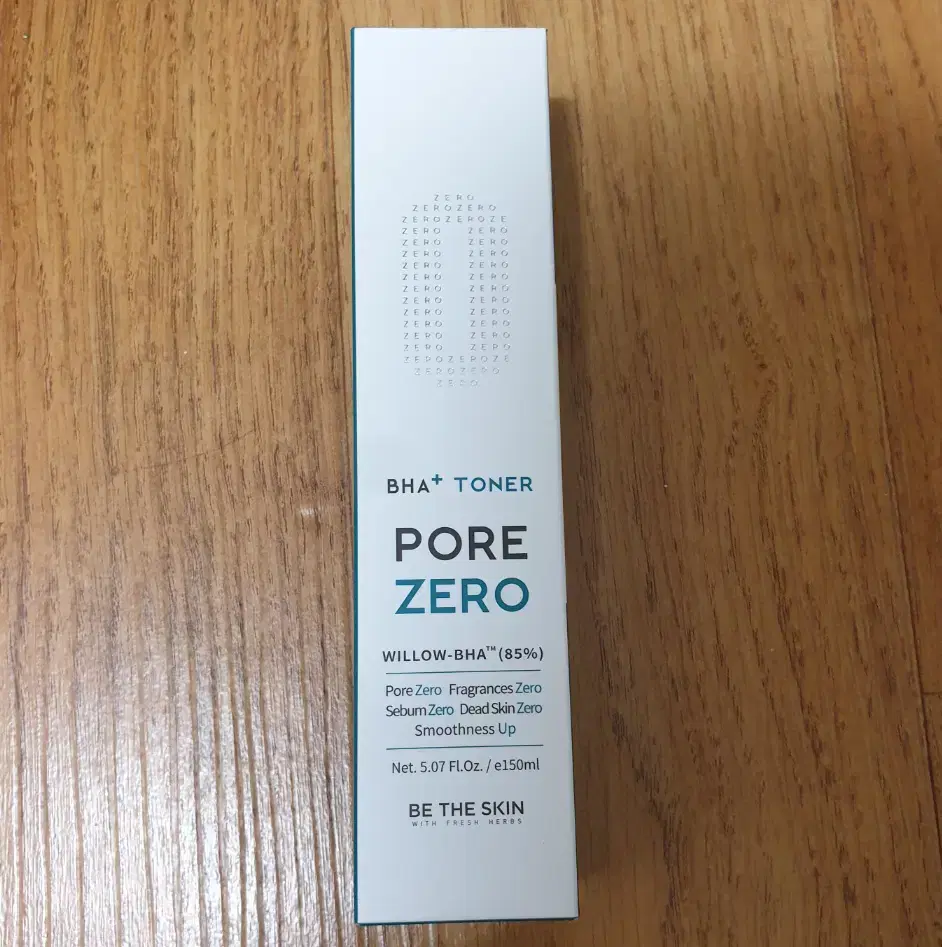 ZERO
ZEROZERO
ZEROZEROZE
ZERO ZERO
ZERO ZERO
ZERO ZERO
ZERO ZERO
ZERO ZERO
ZERO ZERO
ZERO ZERO
ZERO ZERO
ZERO ZERO
ZERO ZERO
ZERO ZERO
ZEROZEROZE
ZEROZERO
ZERO
BHA+ TONER
PORE
ZERO
WILLOW-BHA™ (85%)
Pore Zero Fragrances Zero
Sebum Zero Dead Skin Zero
Smoothness Up
Net. 5.07 Fl.Oz. / e150ml
BE THE SKIN
WITH FRESH HERBS